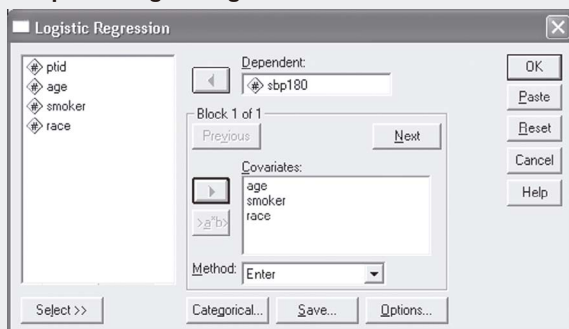 Logistic Regression
ptid
age
smoker
race
Dependent:
sbp180
Block 1 of 1
Previous
Next
Covariates:
age
smoker
race
>a*b>
Method:
Enter
Select >>
Categorical...
Save...
Options...
OK
Paste
Reset
Cancel
Help